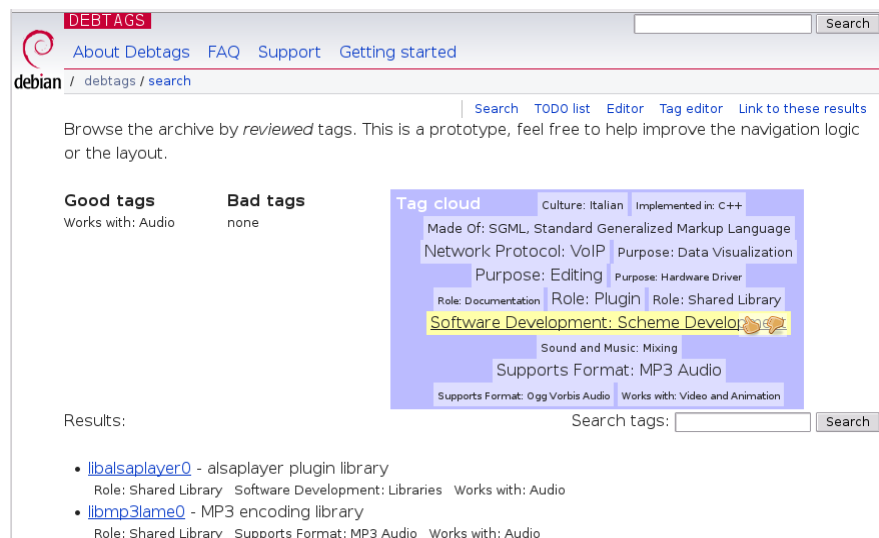 DEBTAGS
Search
About Debtags FAQ Support Getting started
debian / debtags / search
Search TODO list Editor Tag editor Link to these results
Browse the archive by reviewed tags. This is a prototype, feel free to help improve the navigation logic
or the layout.
Good tags Bad tags
Works with: Audio none
Tag cloud Culture: Italian Implemented in: C++
Made Of: SGML, Standard Generalized Markup Language
Network Protocol: VoIP Purpose: Data Visualization
Purpose: Editing Purpose: Hardware Driver
Role: Documentation Role: Plugin Role: Shared Library
Software Development: Scheme
Sound and Music: Mixing
Supports Format: MP3 Audio
Supports Format: Ogg Vorbis Audio Works with: Video and Animation
Results: Search tags: Search
• libalsaplayer0 - alsaplayer plugin library
Role: Shared Library Software Development: Libraries Works with: Audio
• libmp3lame0 - MP3 encoding library
Role: Shared Library Supports Format: MP3 Audio Works with: Audio